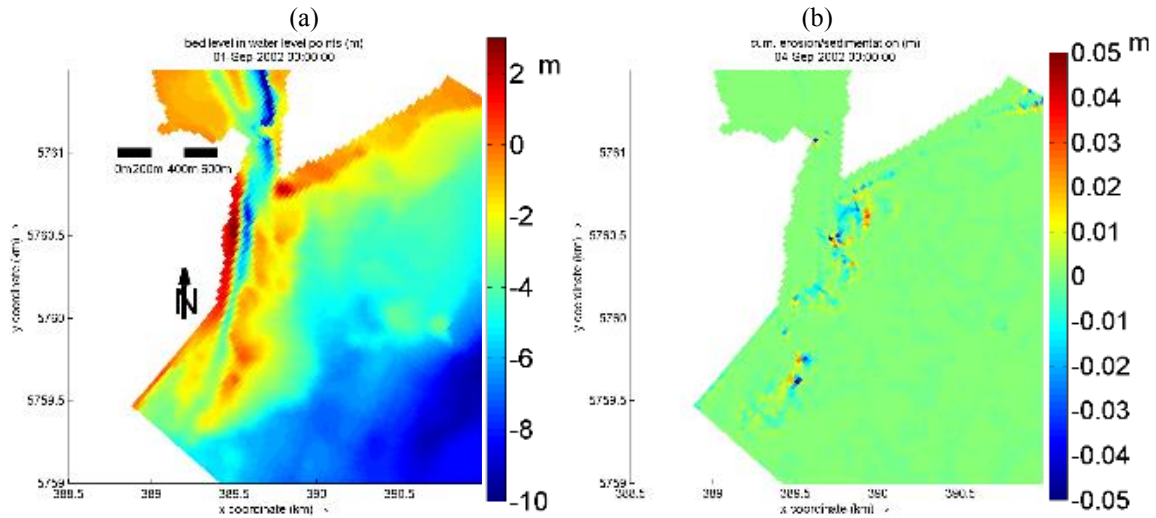 (a)
bed level in water level points (m)
01-Sep-2002 00:00:00
2 m
0
-2
-4
-6
-8
-10
5761
5760.5
5760
5759.5
5759
0m 200m 400m 600m
N
388.5 389 389.5 390 390.5
x coordinate (km) →
y coordinate (km) →
(b)
cum. erosion/sedimentation (m)
04 Sep 2002 00:00:00
0.05 m
0.04
0.03
0.02
0.01
0
-0.01
-0.02
-0.03
-0.04
-0.05
5761
5760.5
5760
5759.5
5759
388.5 389 389.5 390 390.5
x coordinate (km) →
y coordinate (km) →